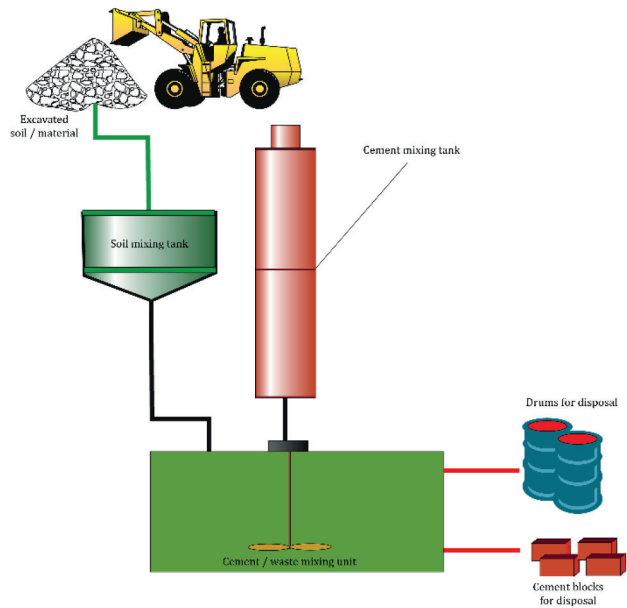 Excavated
soil / material
Cement mixing tank
Soil mixing tank
Drums for disposal
Cement / waste mixing unit
Cement blocks
for disposal